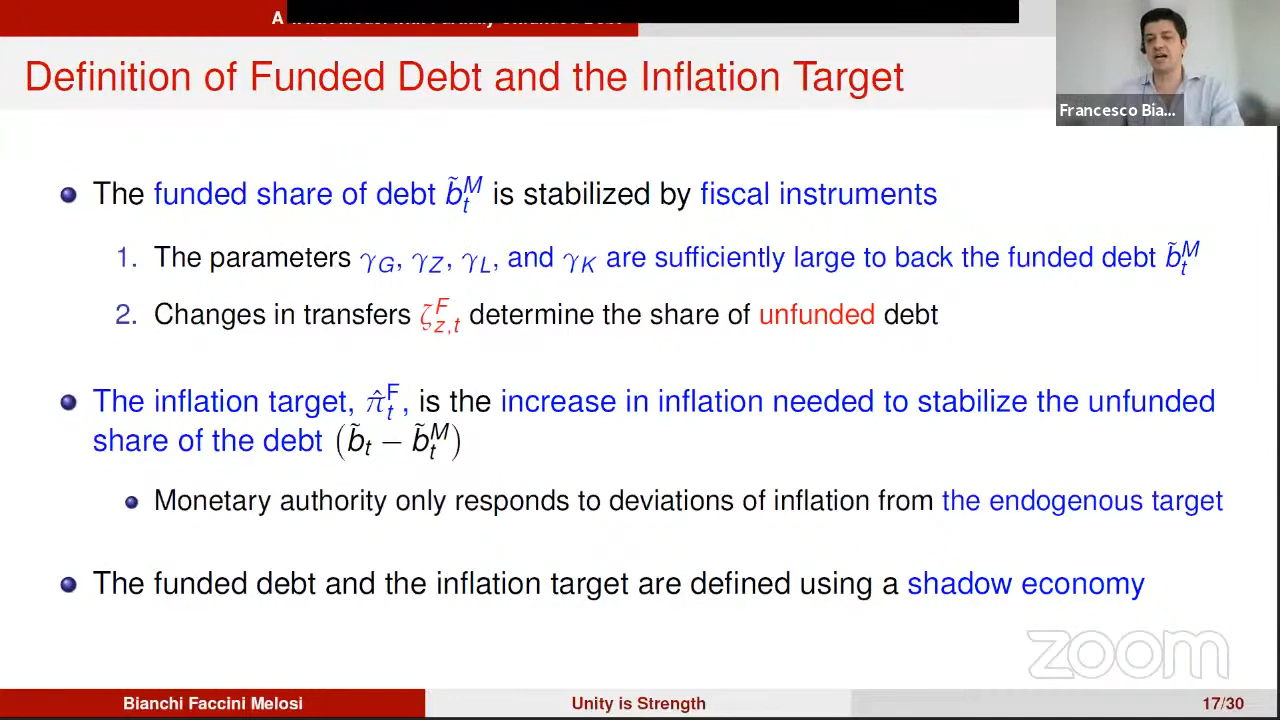 A
Definition of Funded Debt and the Inflation Target
Francesco Bia...
The funded share of debt b̃ₜᴹ is stabilized by fiscal instruments
1. The parameters γ_G, γ_Z, γ_L, and γ_K are sufficiently large to back the funded debt b̃ₜᴹ
2. Changes in transfers ζ^F_{z,t} determine the share of unfunded debt
The inflation target, π̂^F_t, is the increase in inflation needed to stabilize the unfunded
share of the debt (b̃ₜ − b̃ₜᴹ)
Monetary authority only responds to deviations of inflation from the endogenous target
The funded debt and the inflation target are defined using a shadow economy
zoom
Bianchi Faccini Melosi
Unity is Strength
17/30